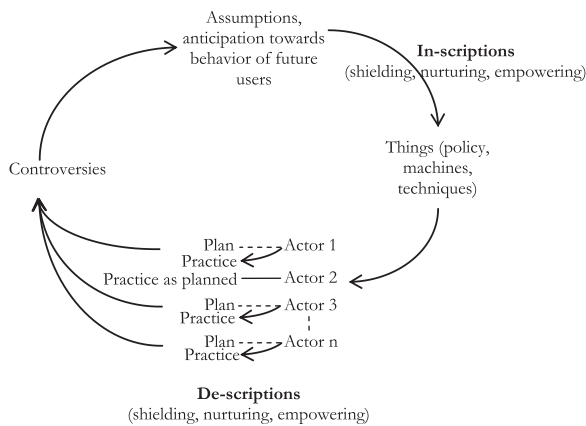 Assumptions,
anticipation towards
behavior of future
users
In-scriptions
(shielding, nurturing, empowering)
Things (policy,
machines,
techniques)
Controversies
Plan Actor 1
Practice
Practice as planned Actor 2
Plan Actor 3
Practice
Plan Actor n
Practice
De-scriptions
(shielding, nurturing, empowering)